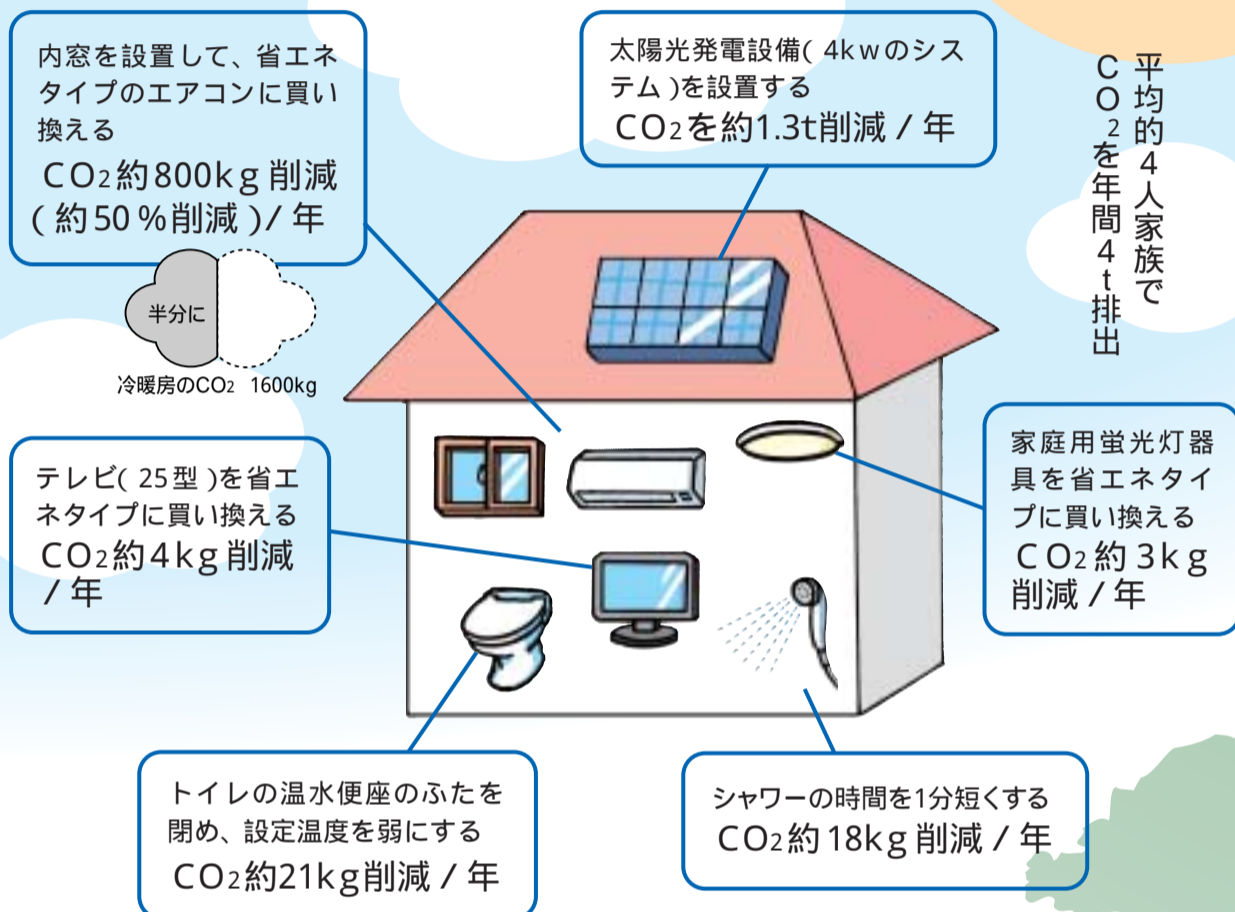 内窓を設置して、省エネ
タイプのエアコンに買い
換える
CO₂約800kg削減
(約50%削減)/年
半分に
冷暖房のCO₂ 1600kg
太陽光発電設備(4kwのシス
テム)を設置する
CO₂を約1.3t削減/年
平均的4人家族で
CO₂を年間4t排出
テレビ(25型)を省エ
ネタイプに買い換える
CO₂約4kg削減
/年
家庭用蛍光灯器
具を省エネタイ
プに買い換える
CO₂約3kg
削減/年
トイレの温水便座のふたを
閉め、設定温度を弱にする
CO₂約21kg削減/年
シャワーの時間を1分短くする
CO₂約18kg削減/年